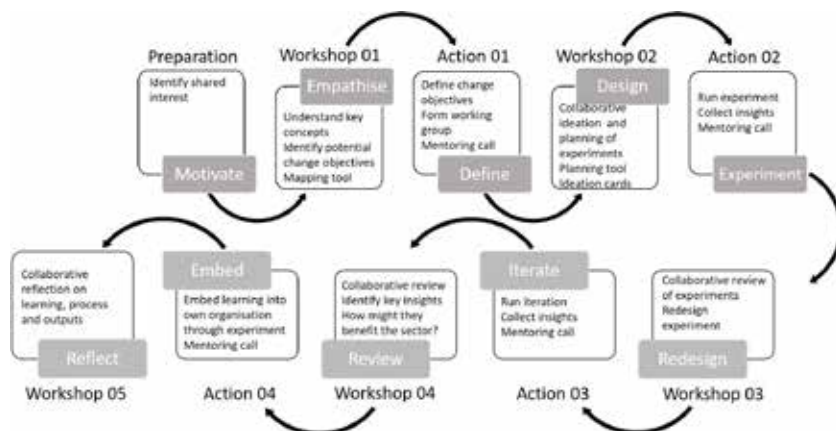 Preparation
Identify shared
interest
Motivate
Workshop 01
Empathise
Understand key
concepts
Identify potential
change objectives
Mapping tool
Action 01
Define change
objectives
Form working
group
Mentoring call
Define
Workshop 02
Design
Collaborative
ideation and
planning of
experiments
Planning tool
Ideation cards
Action 02
Run experiment
Collect insights
Mentoring call
Experiment
Collaborative review
of experiments
Redesign
experiment
Redesign
Workshop 03
Iterate
Run iteration
Collect insights
Mentoring call
Action 03
Collaborative review
Identify key insights
How might they
benefit the sector?
Review
Workshop 04
Embed
Embed learning into
own organisation
through experiment
Mentoring call
Action 04
Collaborative
reflection on
learning, process
and outputs
Reflect
Workshop 05